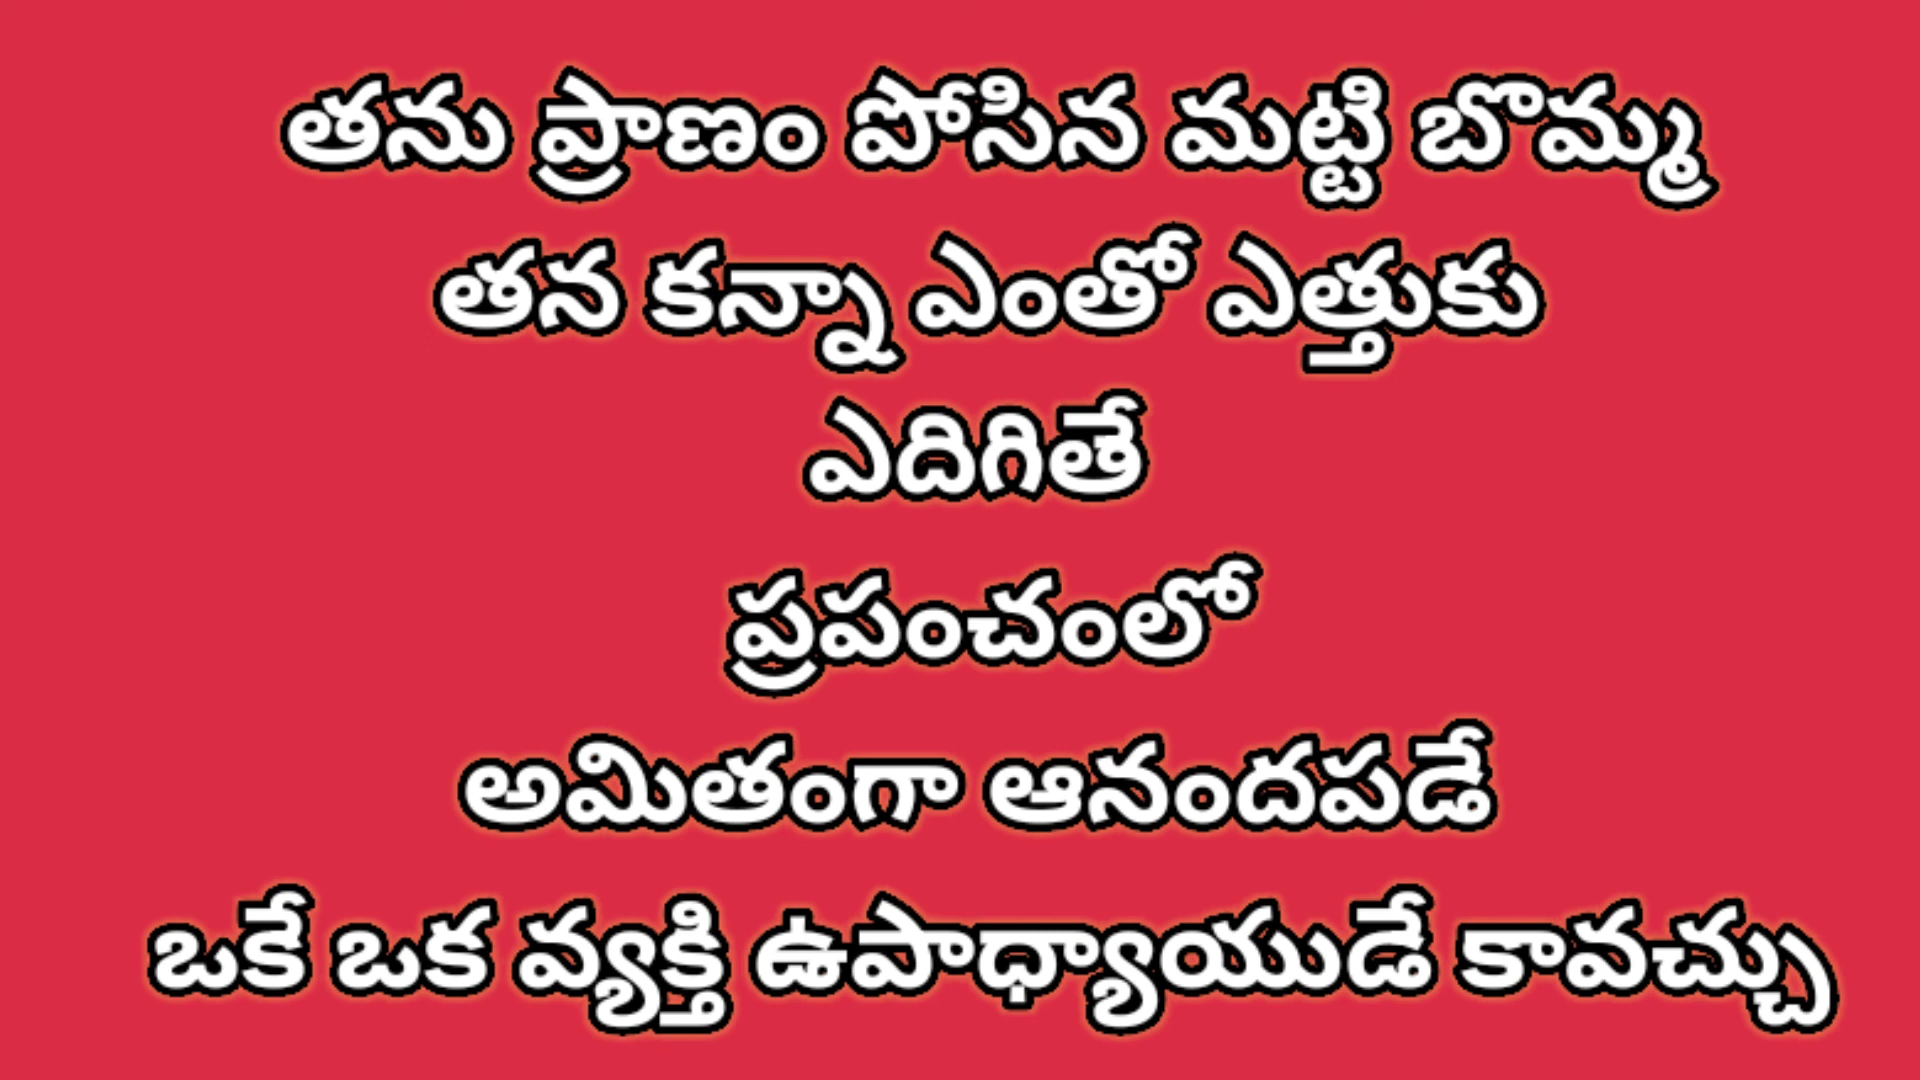 తను ప్రాణం పోసిన మట్టి బొమ్మ
తన కన్నా ఎంతో ఎత్తుకు
ఎదిగితే
ప్రపంచంలో
అమితంగా ఆనందపడే
ఒకే ఒక వ్యక్తి ఉపాధ్యాయుడే కావచ్చు